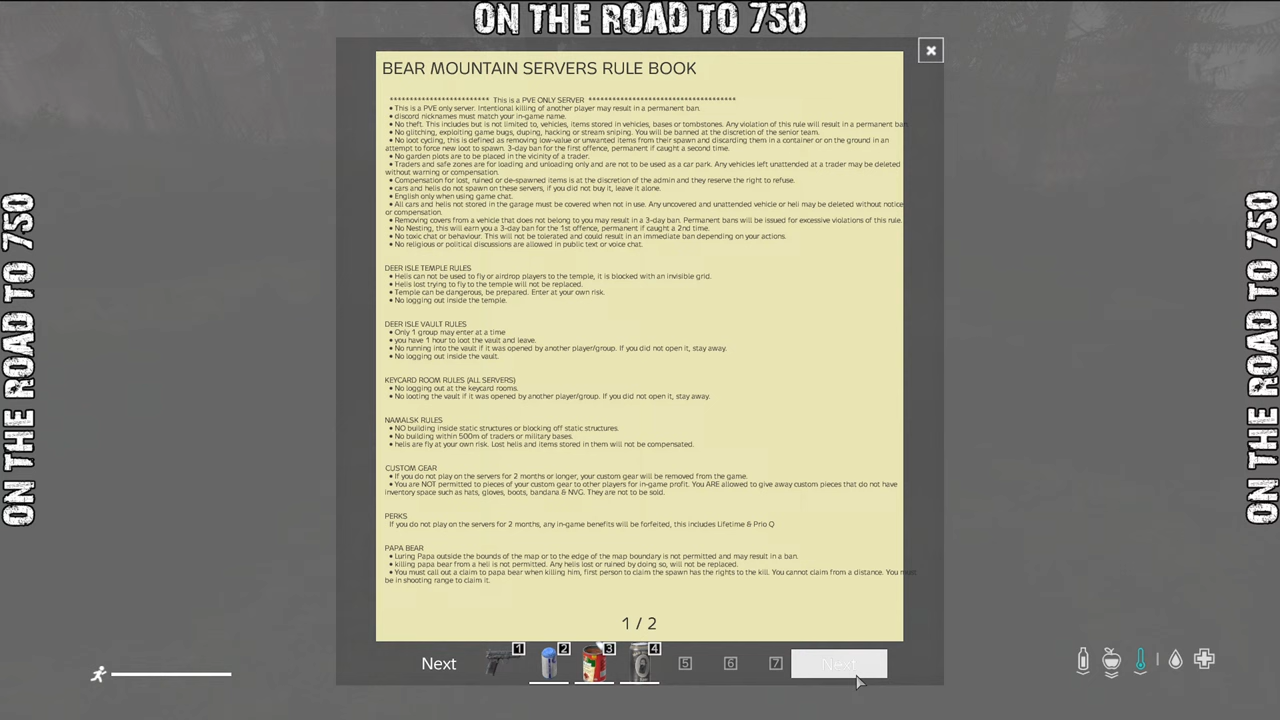 ON THE ROAD TO 750
BEAR MOUNTAIN SERVERS RULE BOOK
************************* This is a PVE ONLY SERVER *************************************
• This is a PVE only server. Intentional killing of another player may result in a permanent ban.
• discord nicknames must match your in-game name.
• No theft. This includes but is not limited to, vehicles, items stored in vehicles, bases or tombstones. Any violation of this rule will result in a permanent ban
• No glitching, exploiting game bugs, duping, hacking or stream sniping. You will be banned at the discretion of the senior team.
• No loot cycling, this is defined as removing low-value or unwanted items from their spawn and discarding them in a container or on the ground in an
attempt to force new loot to spawn. 3-day ban for the first offence, permanent if caught a second time.
• No garden plots are to be placed in the vicinity of a trader.
• Traders and safe zones are for loading and unloading only and are not to be used as a car park. Any vehicles left unattended at a trader may be deleted
without warning or compensation.
• Compensation for lost, ruined or de-spawned items is at the discretion of the admin and they reserve the right to refuse.
• cars and helis do not spawn on these servers, if you did not buy it, leave it alone.
• English only when using game chat.
• All cars and helis not stored in the garage must be covered when not in use. Any uncovered and unattended vehicle or heli may be deleted without notice
or compensation.
• Removing covers from a vehicle that does not belong to you may result in a 3-day ban. Permanent bans will be issued for excessive violations of this rule.
• No Nesting, this will earn you a 3-day ban for the 1st offence, permanent if caught a 2nd time.
• No toxic chat or behaviour. This will not be tolerated and could result in an immediate ban depending on your actions.
• No religious or political discussions are allowed in public text or voice chat.
DEER ISLE TEMPLE RULES
• Helis can not be used to fly or airdrop players to the temple, it is blocked with an invisible grid.
• Helis lost trying to fly to the temple will not be replaced.
• Temple can be dangerous, be prepared. Enter at your own risk.
• No logging out inside the temple.
DEER ISLE VAULT RULES
• Only 1 group may enter at a time
• you have 1 hour to loot the vault and leave.
• No running into the vault if it was opened by another player/group. If you did not open it, stay away.
• No logging out inside the vault.
KEYCARD ROOM RULES (ALL SERVERS)
• No logging out at the keycard rooms.
• No looting the vault if it was opened by another player/group. If you did not open it, stay away.
NAMALSK RULES
• NO building inside static structures or blocking off static structures.
• No building within 500m of traders or military bases.
• helis are fly at your own risk. Lost helis and items stored in them will not be compensated.
CUSTOM GEAR
• If you do not play on the servers for 2 months or longer, your custom gear will be removed from the game.
• You are NOT permitted to pieces of your custom gear to other players for in-game profit. You ARE allowed to give away custom pieces that do not have
inventory space such as hats, gloves, boots, bandana & NVG. They are not to be sold.
PERKS
If you do not play on the servers for 2 months, any in-game benefits will be forfeited, this includes Lifetime & Prio Q
PAPA BEAR
• Luring Papa outside the bounds of the map or to the edge of the map boundary is not permitted and may result in a ban.
• killing papa bear from a heli is not permitted. Any helis lost or ruined by doing so, will not be replaced.
• You must call out a claim to papa bear when killing him, first person to claim the spawn has the rights to the kill. You cannot claim from a distance. You must
be in shooting range to claim it.
1 / 2
Next
1
2
3
4
5
6
7
Next
ON THE ROAD TO 750
ON THE ROAD TO 750